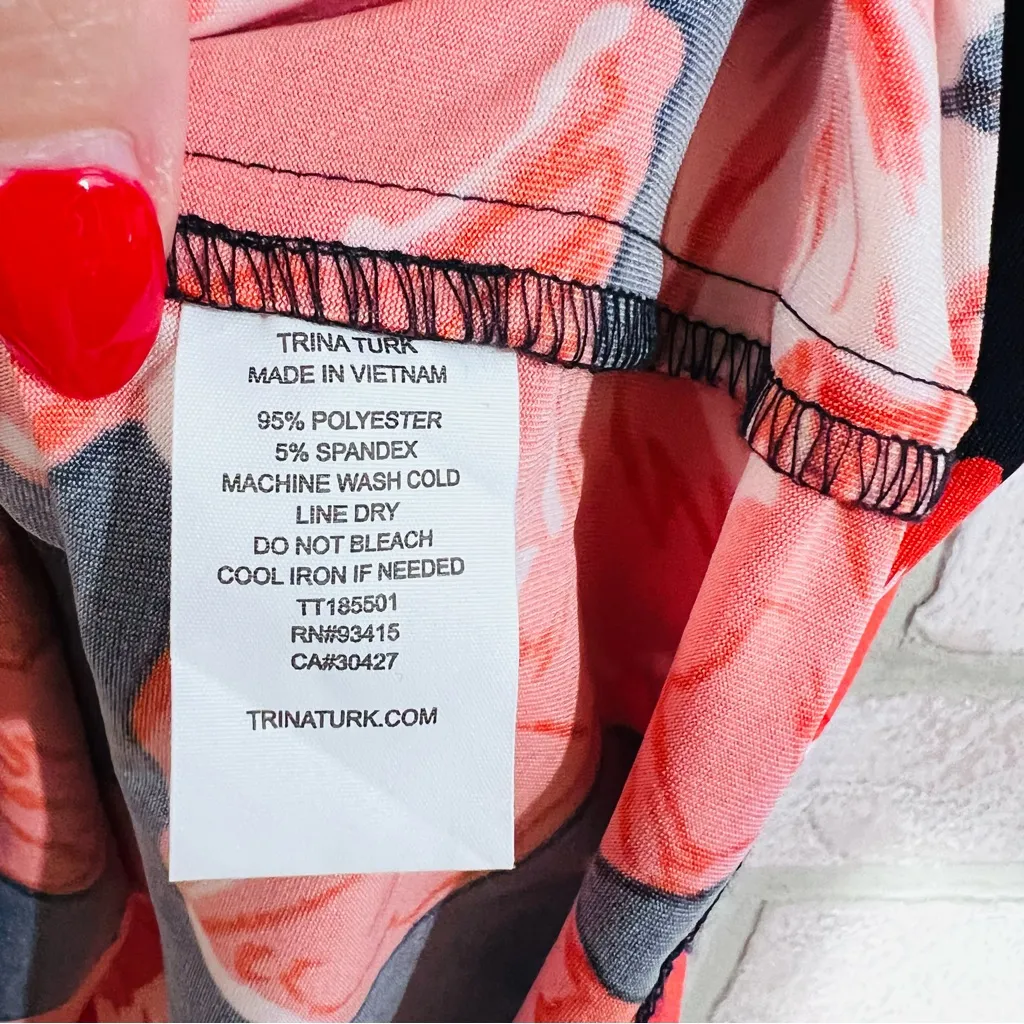 TRINA TURK
MADE IN VIETNAM
95% POLYESTER
5% SPANDEX
MACHINE WASH COLD
LINE DRY
DO NOT BLEACH
COOL IRON IF NEEDED
TT185501
RN#93415
CA#30427
TRINATURK.COM